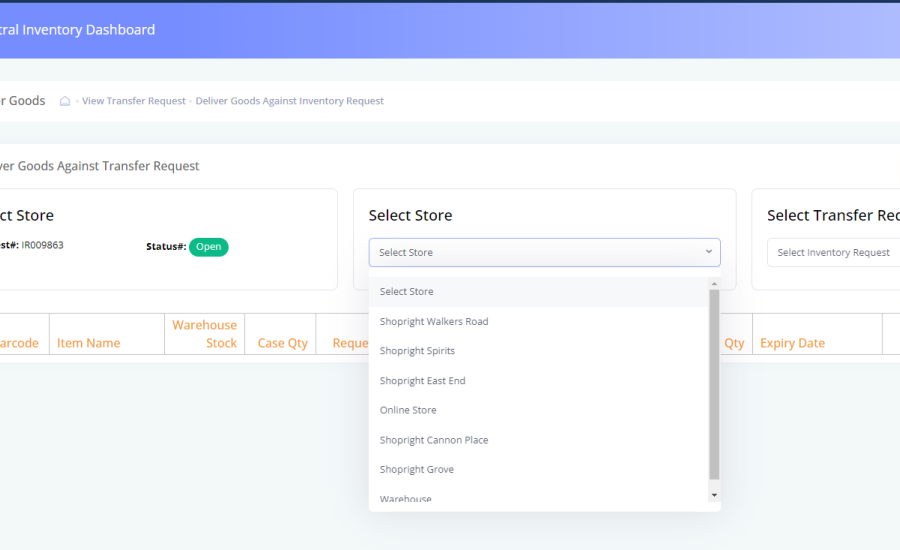 tral Inventory Dashboard
r Goods
View Transfer Request
Deliver Goods Against Inventory Request
ver Goods Against Transfer Request
ct Store
st#: IR009863
Status#: Open
Select Store
Select Store
Select Store
Shopright Walkers Road
Shopright Spirits
Shopright East End
Online Store
Shopright Cannon Place
Shopright Grove
Warehouse
Select Transfer Rec
Select Inventory Request
arcode
Item Name
Warehouse
Stock
Case Qty
Reque
Qty
Expiry Date